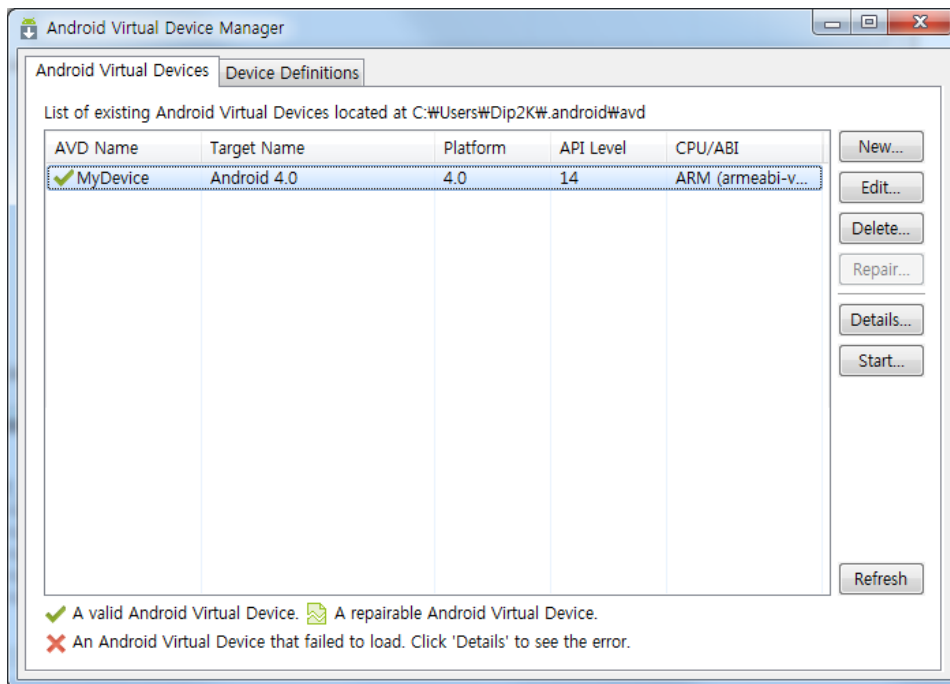 Android Virtual Device Manager
Android Virtual Devices Device Definitions
List of existing Android Virtual Devices located at C:₩Users₩Dip2K₩.android₩avd
AVD Name Target Name Platform API Level CPU/ABI
MyDevice Android 4.0 4.0 14 ARM (armeabi-v...
New...
Edit...
Delete...
Repair...
Details...
Start...
Refresh
A valid Android Virtual Device. A repairable Android Virtual Device.
An Android Virtual Device that failed to load. Click 'Details' to see the error.